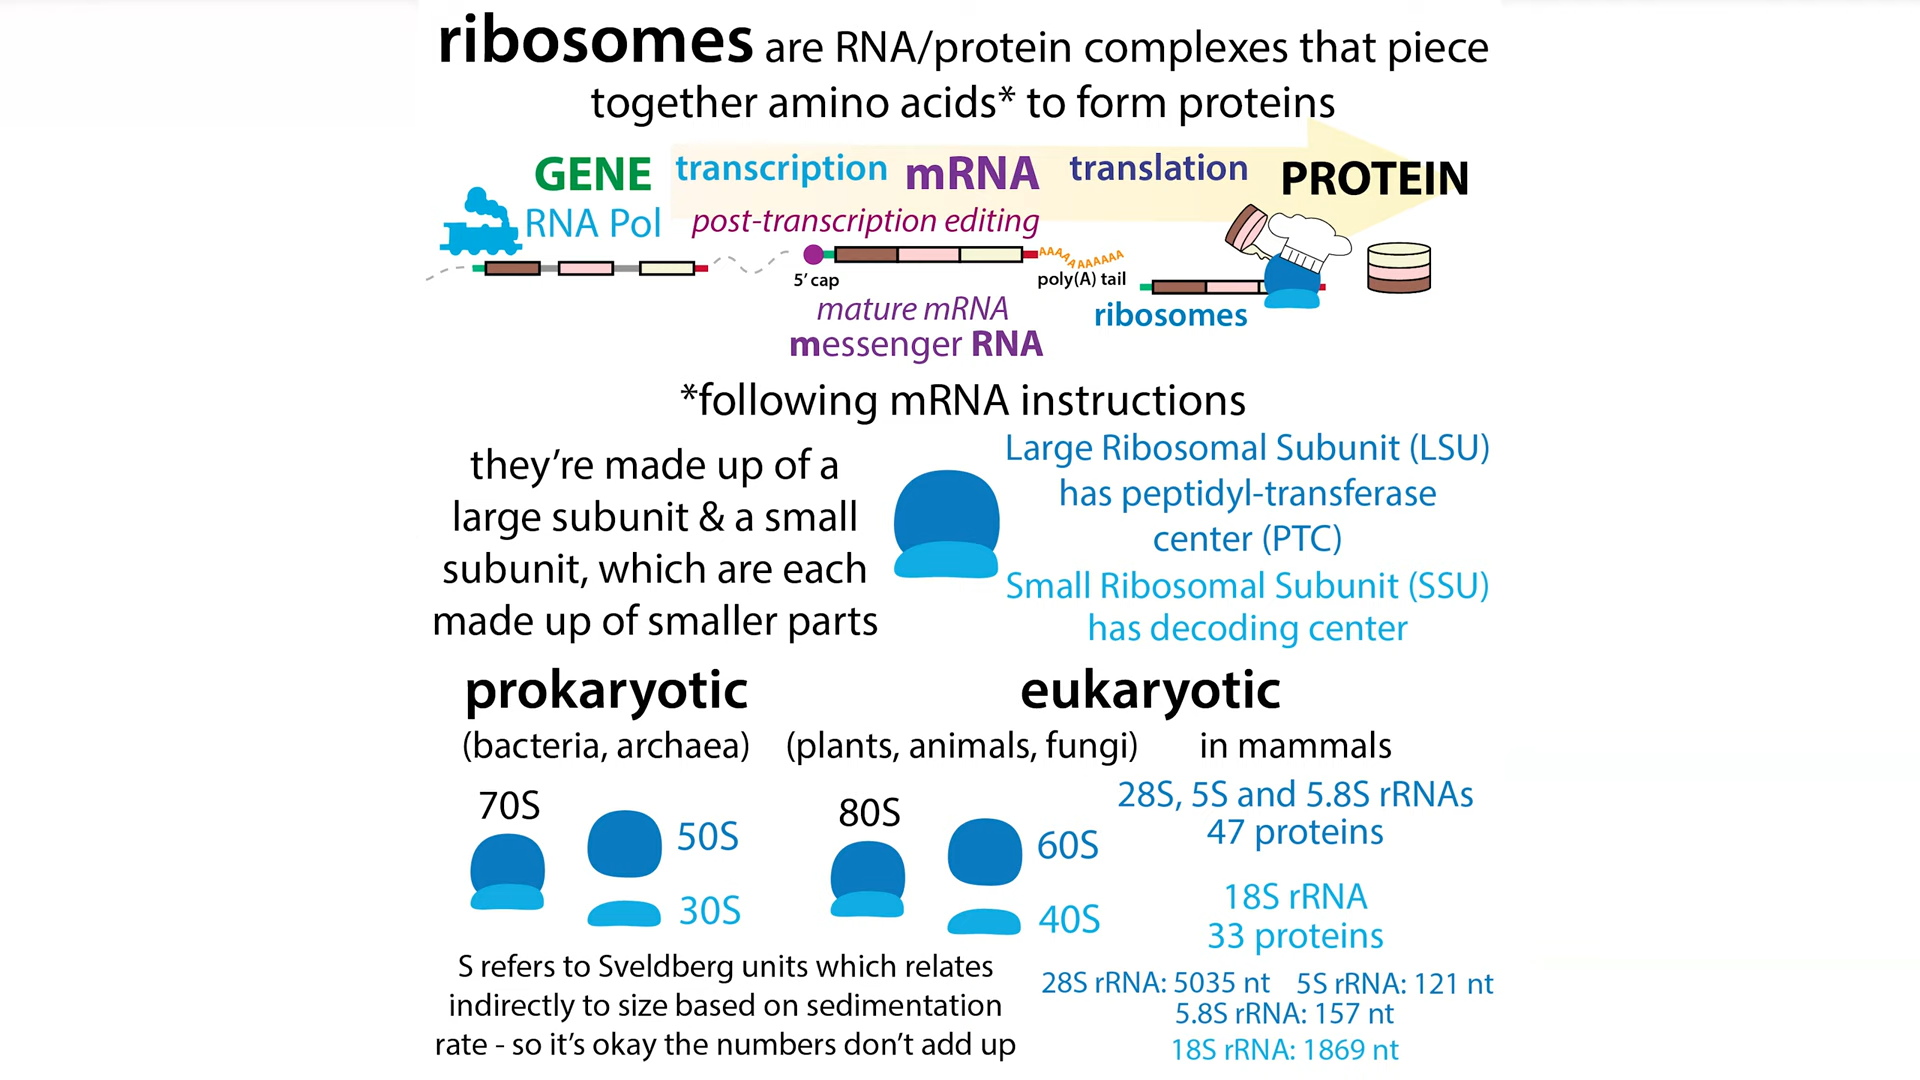 ribosomes are RNA/protein complexes that piece
together amino acids* to form proteins
GENE transcription mRNA translation PROTEIN
RNA Pol post-transcription editing
AAAAAAAAAAA
5' cap
poly(A) tail
mature mRNA
ribosomes
messenger RNA
*following mRNA instructions
they're made up of a
large subunit & a small
subunit, which are each
made up of smaller parts
Large Ribosomal Subunit (LSU)
has peptidyl-transferase
center (PTC)
Small Ribosomal Subunit (SSU)
has decoding center
prokaryotic
(bacteria, archaea)
70S
50S
30S
eukaryotic
(plants, animals, fungi)
in mammals
80S
60S
40S
28S, 5S and 5.8S rRNAs
47 proteins
18S rRNA
33 proteins
S refers to Sveldberg units which relates
indirectly to size based on sedimentation
rate - so it's okay the numbers don't add up
28S rRNA: 5035 nt 5S rRNA: 121 nt
5.8S rRNA: 157 nt
18S rRNA: 1869 nt